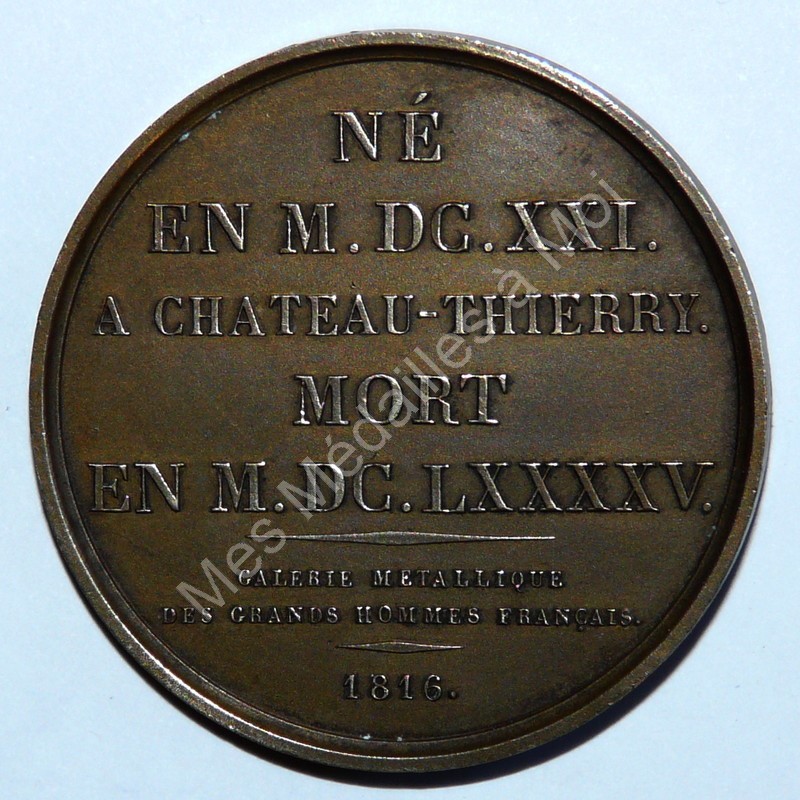 NÉ
EN M. DC. XXI.
A CHATEAU-THIERRY.
MORT
EN M. DC. LXXXXV.
GALERIE METALLIQUE
DES GRANDS HOMMES FRANÇAIS.
1816.
Mes Médailles à Moi